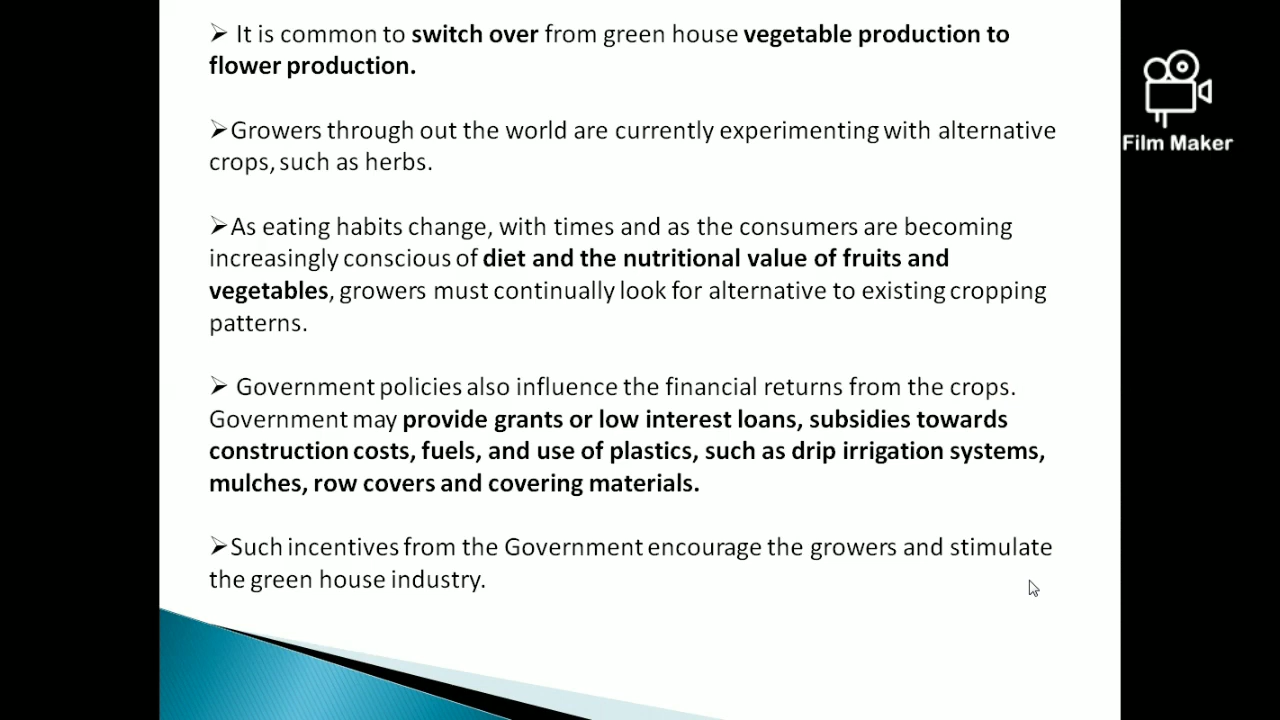 ➢ It is common to switch over from green house vegetable production to
flower production.
➢Growers through out the world are currently experimenting with alternative
crops, such as herbs.
➢As eating habits change, with times and as the consumers are becoming
increasingly conscious of diet and the nutritional value of fruits and
vegetables, growers must continually look for alternative to existing cropping
patterns.
➢ Government policies also influence the financial returns from the crops.
Government may provide grants or low interest loans, subsidies towards
construction costs, fuels, and use of plastics, such as drip irrigation systems,
mulches, row covers and covering materials.
➢Such incentives from the Government encourage the growers and stimulate
the green house industry.
Film Maker